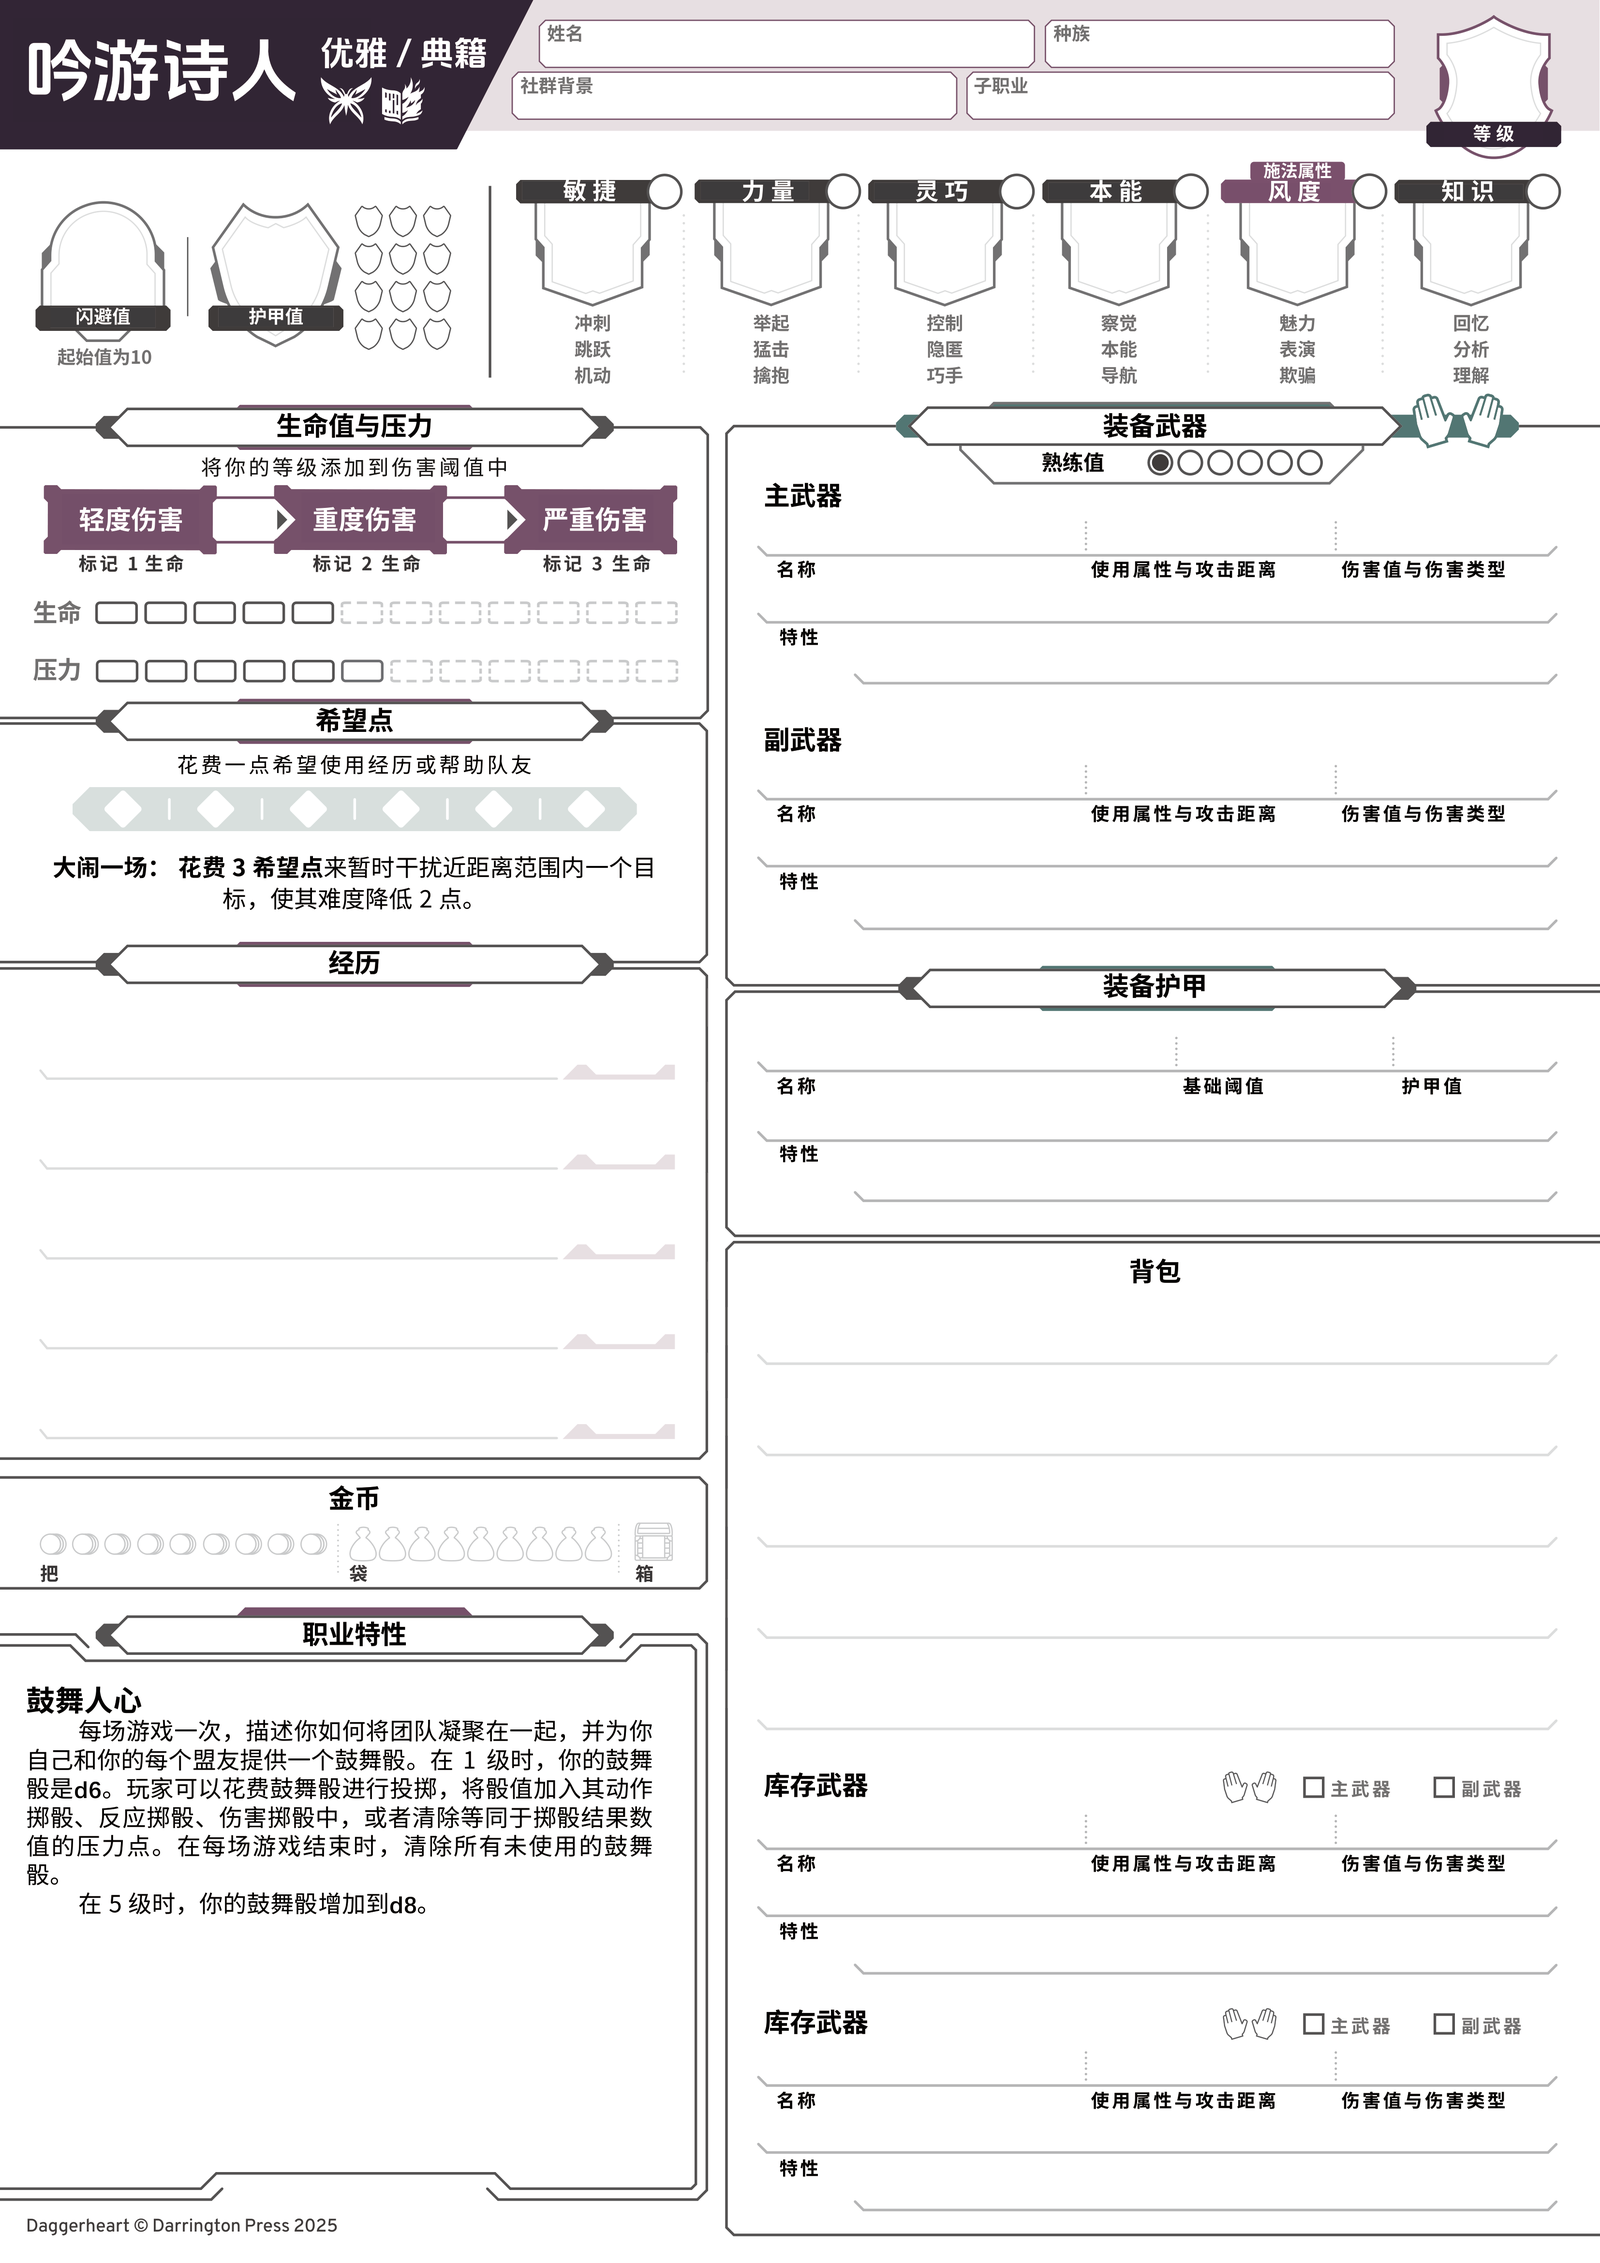 吟游诗人
优雅 / 典籍
姓名
种族
社群背景
子职业
等级
闪避值
起始值为10
护甲值
敏捷
冲刺
跳跃
机动
力量
举起
猛击
擒抱
灵巧
控制
隐匿
巧手
本能
察觉
本能
导航
施法属性
风度
魅力
表演
欺骗
知识
回忆
分析
理解
生命值与压力
将你的等级添加到伤害阈值中
轻度伤害
重度伤害
严重伤害
标记 1 生命
标记 2 生命
标记 3 生命
生命
压力
希望点
花费一点希望使用经历或帮助队友
大闹一场： 花费 3 希望点来暂时干扰近距离范围内一个目
标，使其难度降低 2 点。
经历
金币
把
袋
箱
职业特性
鼓舞人心
每场游戏一次，描述你如何将团队凝聚在一起，并为你
自己和你的每个盟友提供一个鼓舞骰。在 1 级时，你的鼓舞
骰是d6。玩家可以花费鼓舞骰进行投掷，将骰值加入其动作
掷骰、反应掷骰、伤害掷骰中，或者清除等同于掷骰结果数
值的压力点。在每场游戏结束时，清除所有未使用的鼓舞
骰。
在 5 级时，你的鼓舞骰增加到d8。
Daggerheart © Darrington Press 2025
装备武器
熟练值
主武器
名称
使用属性与攻击距离
伤害值与伤害类型
特性
副武器
名称
使用属性与攻击距离
伤害值与伤害类型
特性
装备护甲
名称
基础阈值
护甲值
特性
背包
库存武器
主武器
副武器
名称
使用属性与攻击距离
伤害值与伤害类型
特性
库存武器
主武器
副武器
名称
使用属性与攻击距离
伤害值与伤害类型
特性